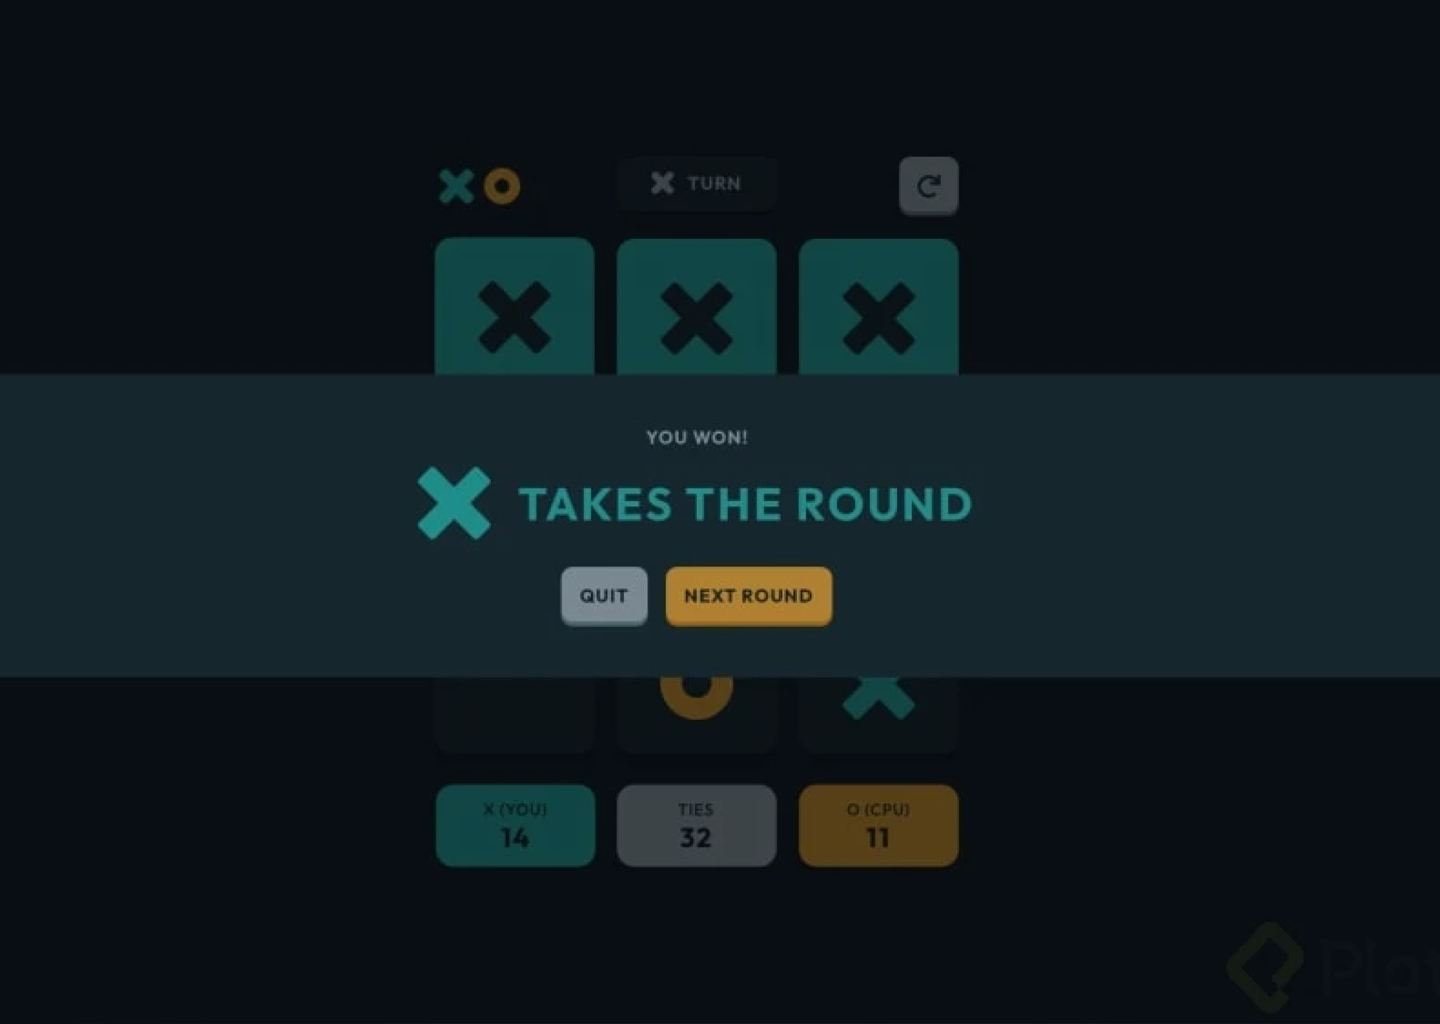 TURN
YOU WON!
TAKES THE ROUND
QUIT
NEXT ROUND
X (YOU)
14
TIES
32
O (CPU)
11